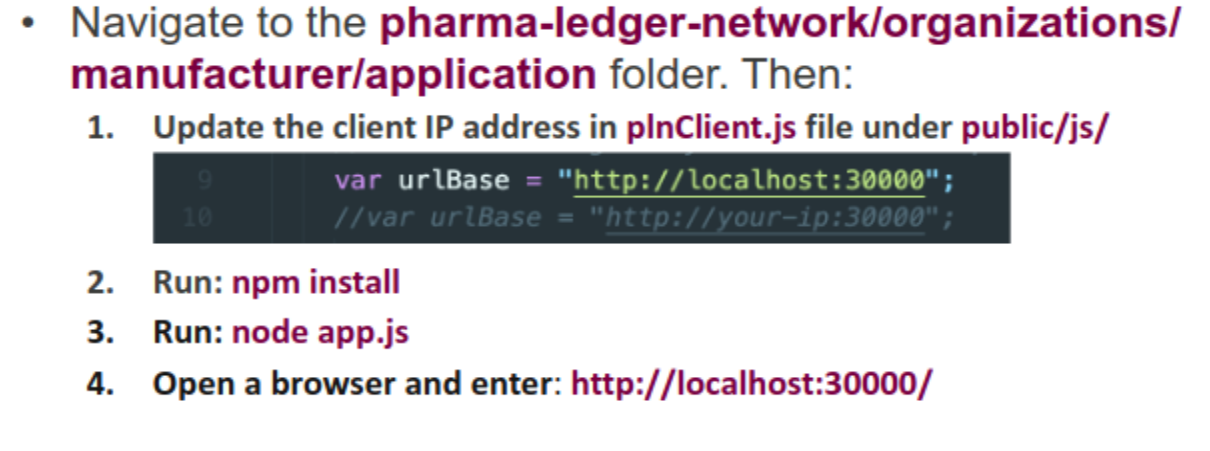 • Navigate to the pharma-ledger-network/organizations/
manufacturer/application folder. Then:
1. Update the client IP address in plnClient.js file under public/js/
9 var urlBase = "http://localhost:30000";
10 //var urlBase = "http://your-ip:30000";
2. Run: npm install
3. Run: node app.js
4. Open a browser and enter: http://localhost:30000/